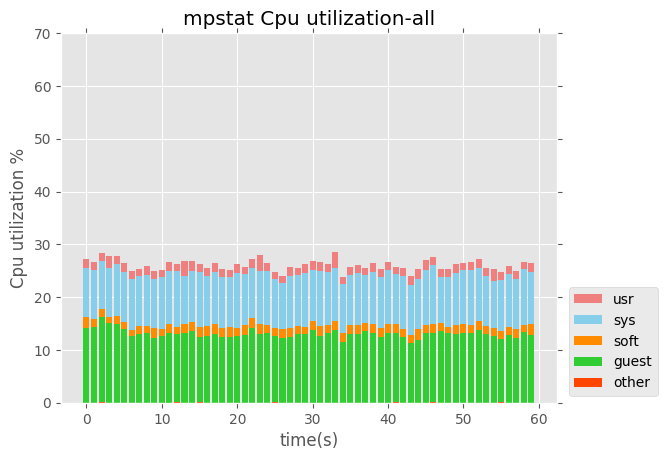 mpstat Cpu utilization-all
70
60
50
40
30
20
10
0
Cpu utilization %
0 10 20 30 40 50 60
time(s)
usr
sys
soft
guest
other